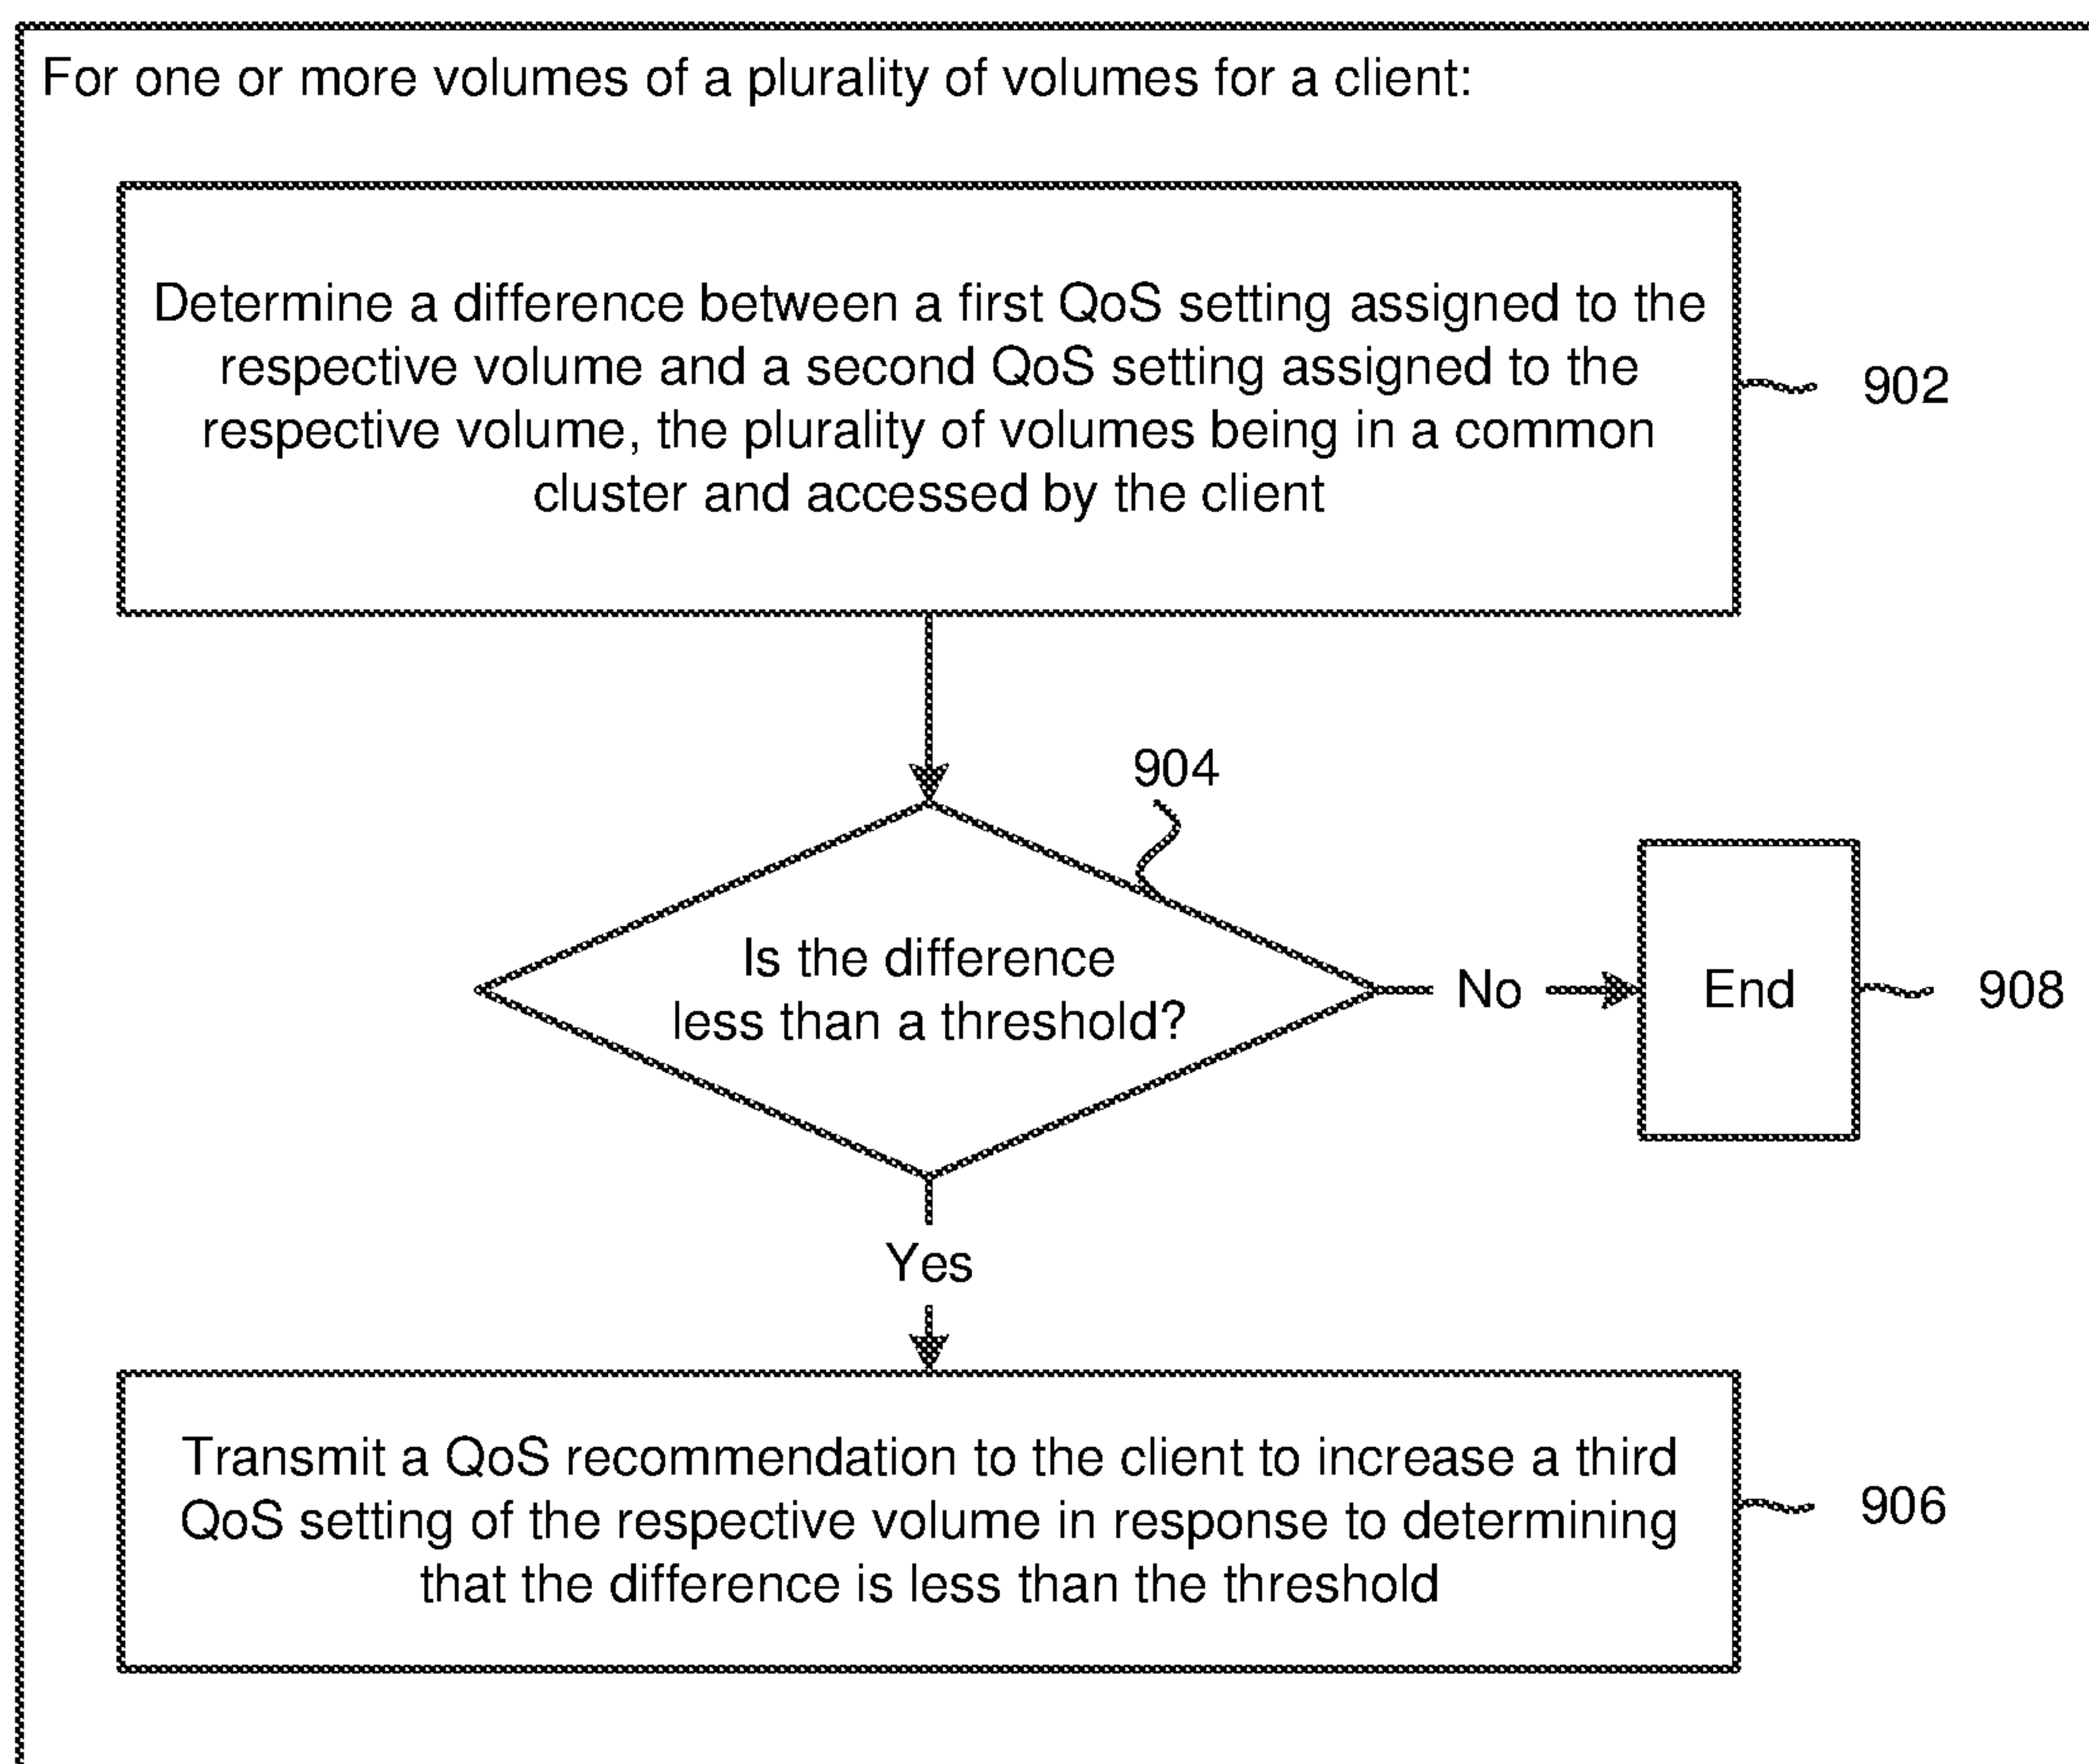 For one or more volumes of a plurality of volumes for a client:
Determine a difference between a first QoS setting assigned to the
respective volume and a second QoS setting assigned to the
respective volume, the plurality of volumes being in a common
cluster and accessed by the client
902
904
Is the difference
less than a threshold?
No
End
908
Yes
Transmit a QoS recommendation to the client to increase a third
QoS setting of the respective volume in response to determining
that the difference is less than the threshold
906